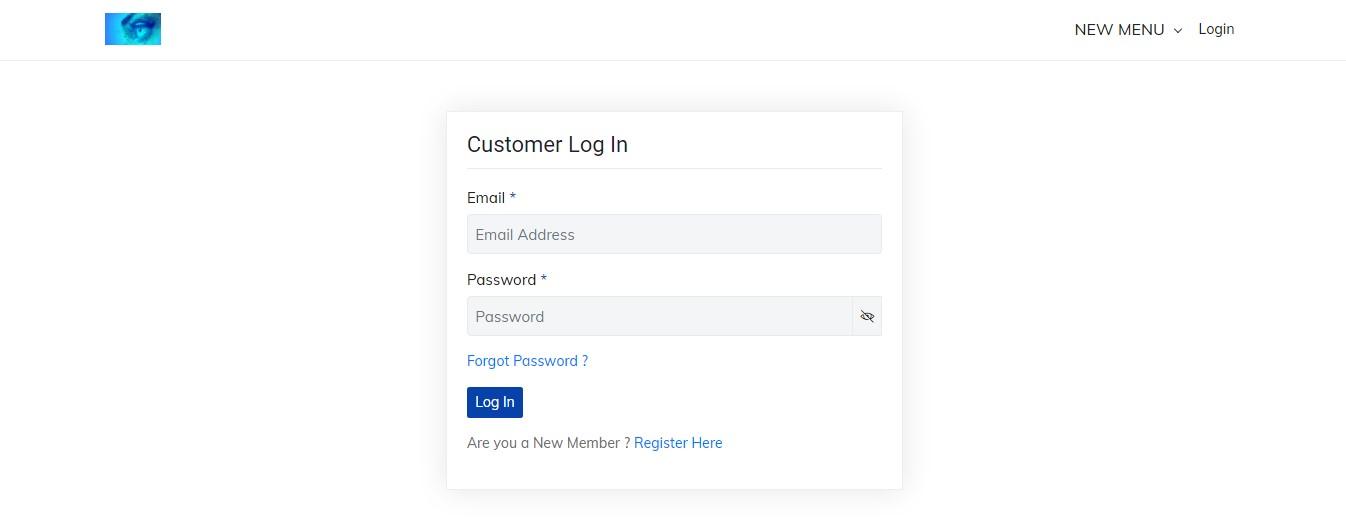 NEW MENU Login
Customer Log In
Email *
Email Address
Password *
Password
Forgot Password ?
Log In
Are you a New Member ? Register Here